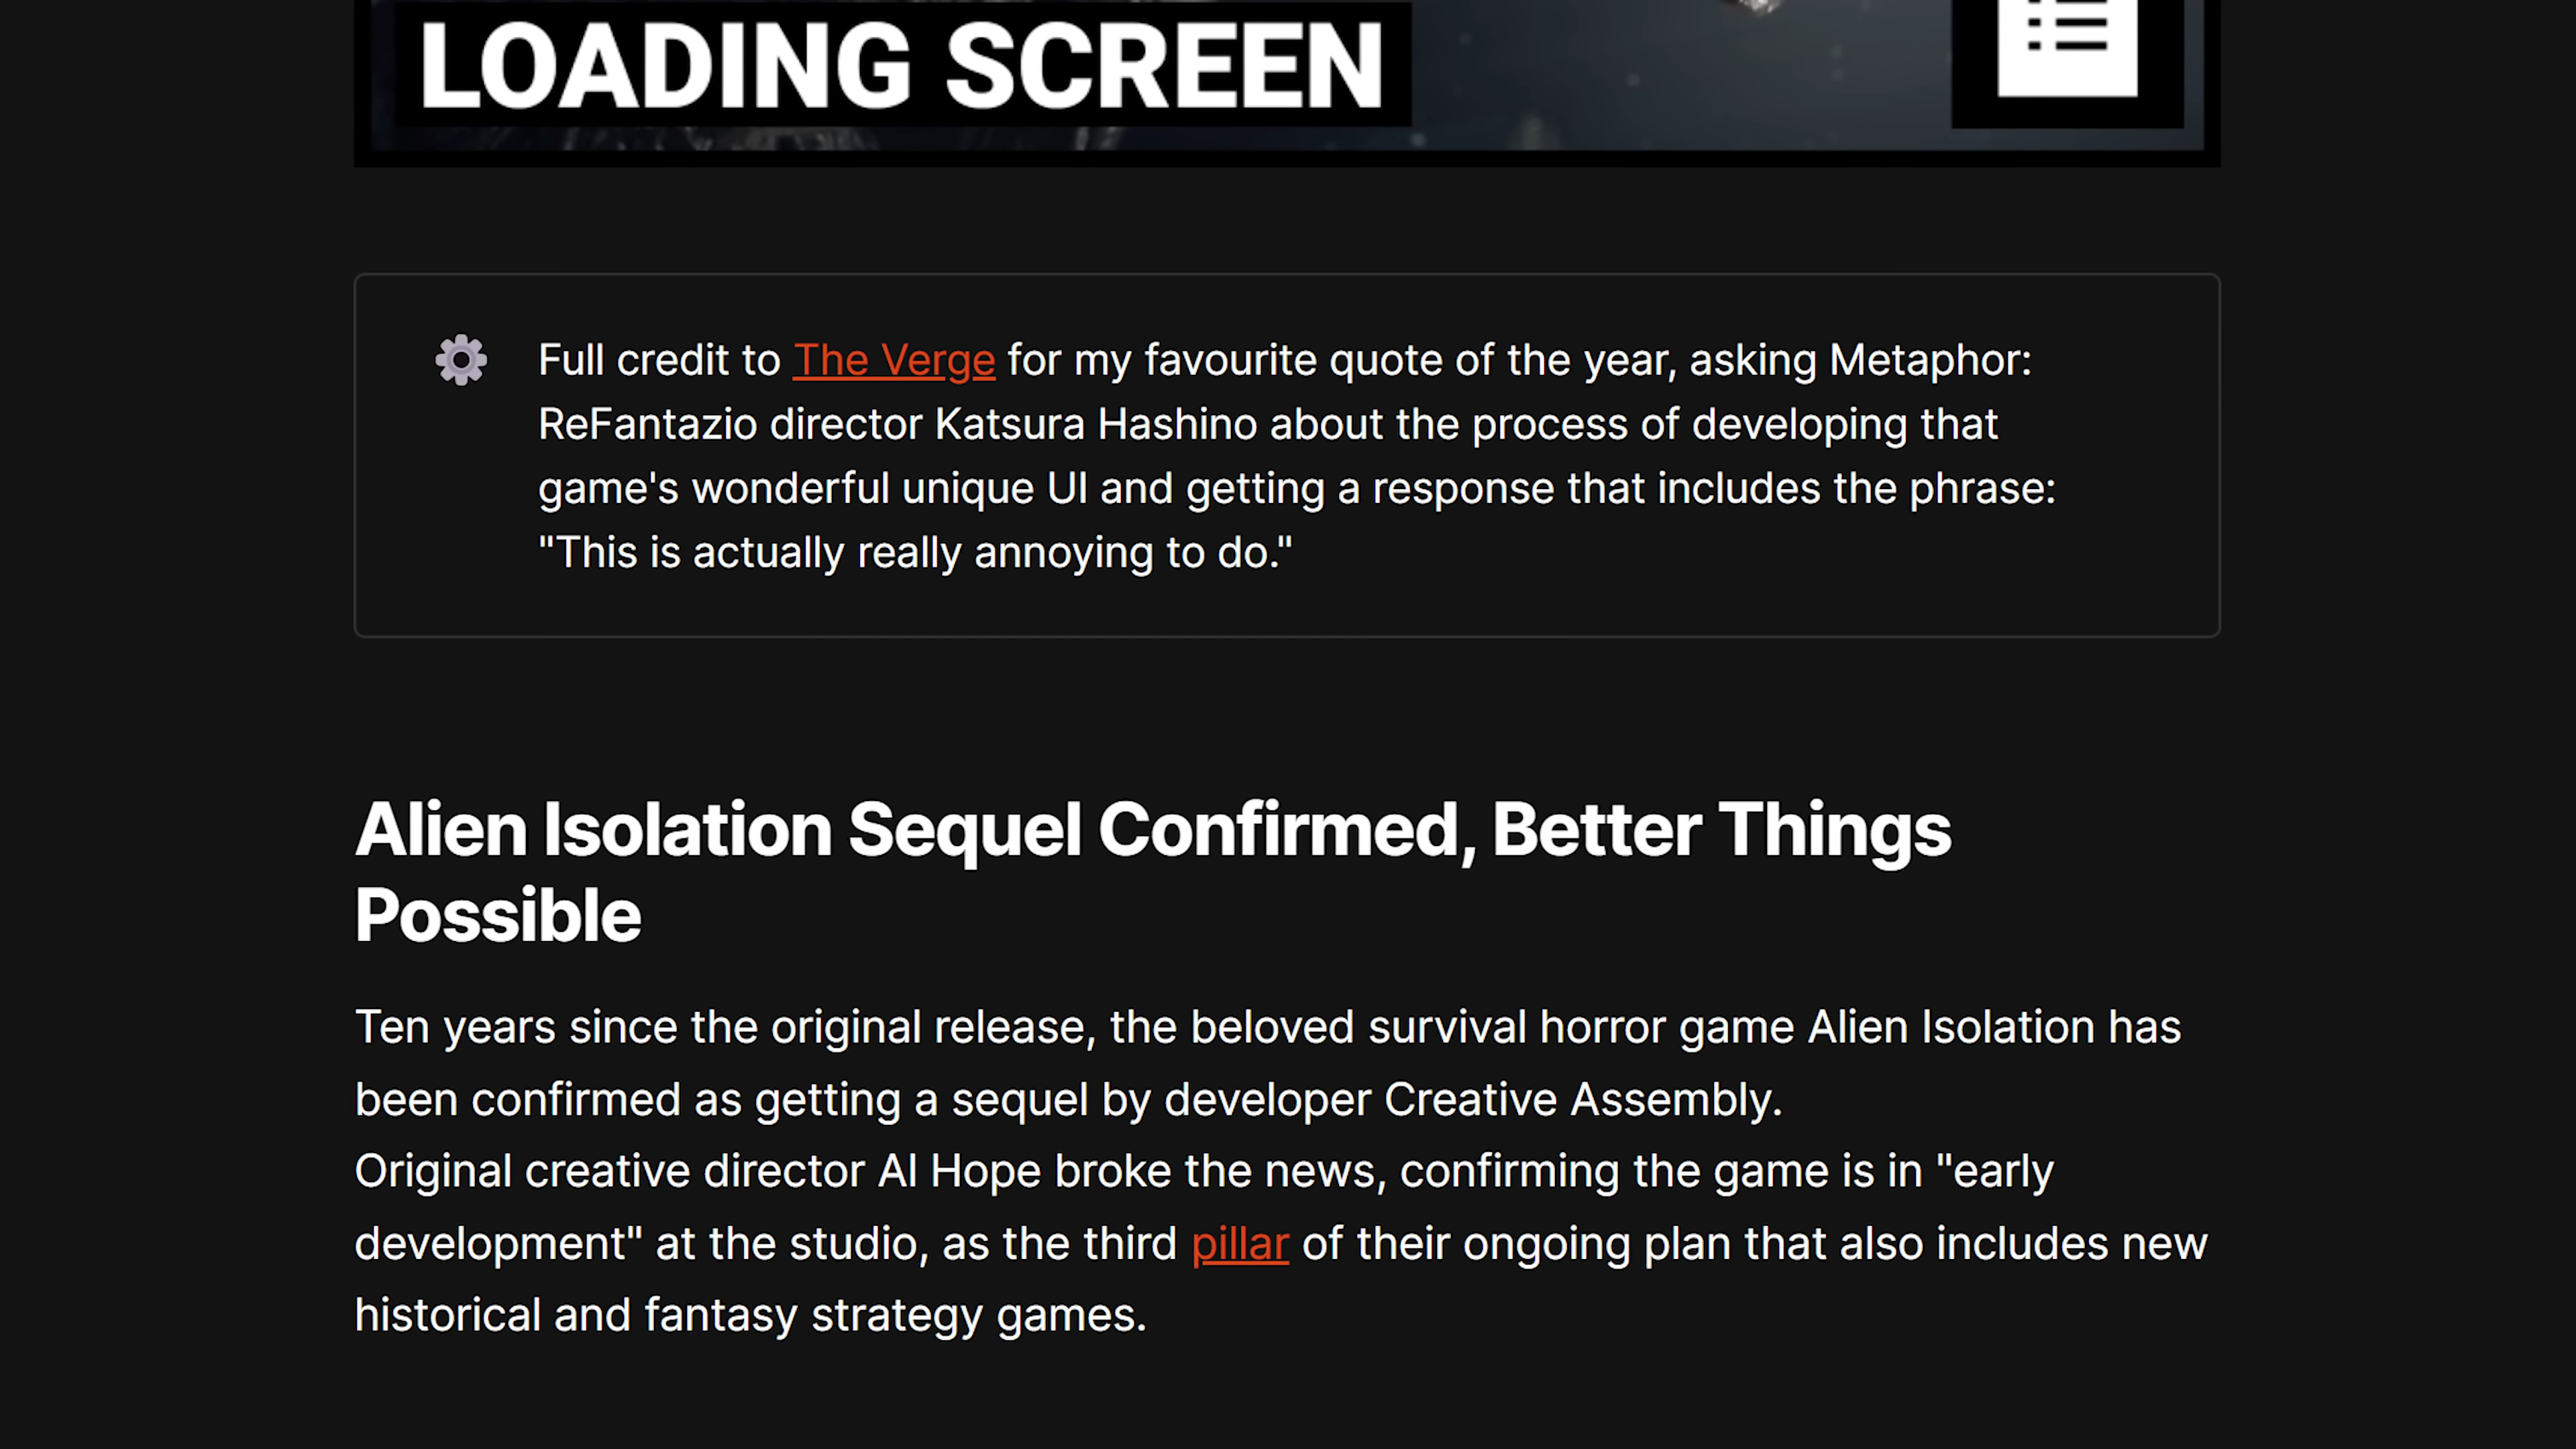 LOADING SCREEN
Full credit to The Verge for my favourite quote of the year, asking Metaphor:
ReFantazio director Katsura Hashino about the process of developing that
game's wonderful unique UI and getting a response that includes the phrase:
"This is actually really annoying to do."
Alien Isolation Sequel Confirmed, Better Things
Possible
Ten years since the original release, the beloved survival horror game Alien Isolation has
been confirmed as getting a sequel by developer Creative Assembly.
Original creative director Al Hope broke the news, confirming the game is in "early
development" at the studio, as the third pillar of their ongoing plan that also includes new
historical and fantasy strategy games.